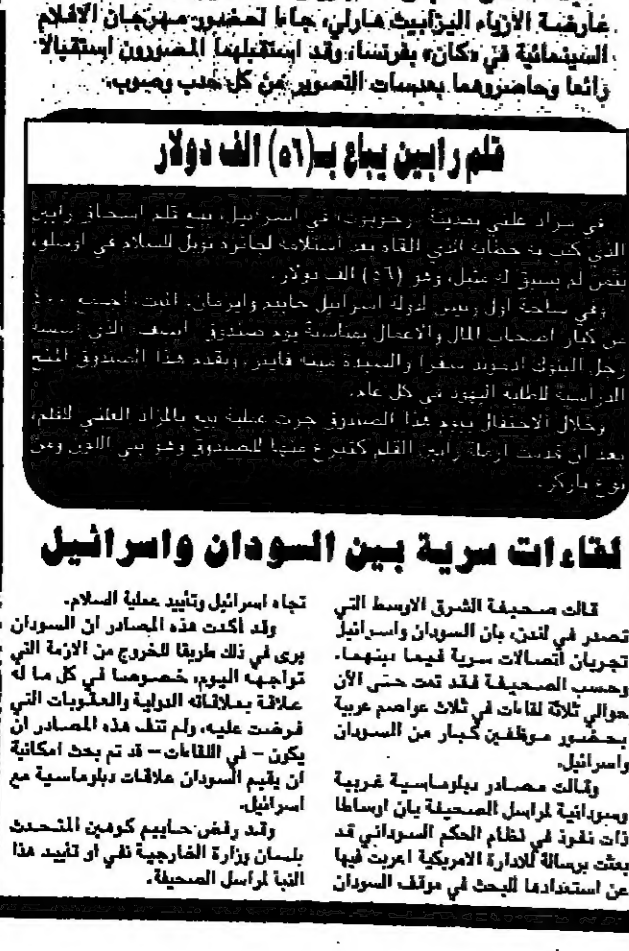 عارضة الأزياء اليزابيث هارلي، جاءا لحضور مهرجان الافلام
السينمائية في «كان» بفرنسا، وقد استقبلهما المصورون استقبالا
رائعا وحاصروهما بعدسات التصوير من كل حدب وصوب.
قلم رابين يباع بـ(٥٦) الف دولار
في مزاد علني بمدينة رحوبوت، في اسرائيل، بيع قلم اسحاق رابين
الذي كتب به خطابه الذي القاه بعد استلامه لجائزة نوبل للسلام في اوسلو،
بثمن لم يسبق له مثيل، وهو (٥٦) الف دولار.
وفي ساحة اول رئيس لدولة اسرائيل حاييم وايزمان، اجتمع ٤٠٠
من كبار اصحاب المال والاعمال بمناسبة يوم صندوق الذي اسسه
رجل البنوك ادموند سفرا والسيدة ويقدم هذا الصندوق المنح
الدراسية للطلبة اليهود في كل عام.
وخلال الاحتفال بيوم هذا الصندوق جرت عملية بيع بالمزاد العلني للقلم،
بعد ان قدمت ارملة رابين القلم كتبرع منها للصندوق وهو بني اللون ومن
نوع باركر.
لقاءات سرية بين السودان واسرائيل
قالت صحيفة الشرق الاوسط التي
تصدر في لندن، بان السودان واسرائيل
تجريان اتصالات سرية فيما بينهما.
وحسب الصحيفة فقد تمت حتى الأن
حوالي ثلاثة لقاءات في ثلاث عواصم عربية
بحضور موظفين كبار من السودان
واسرائيل.
وقالت مصادر دبلوماسية غربية
وسودانية لمراسل الصحيفة بان اوساطا
ذات نفوذ في نظام الحكم السوداني قد
بعثت برسالة للادارة الامريكية اعربت فيها
عن استعدادها للبحث في موقف السودان
تجاه اسرائيل وتأييد عملية السلام.
وقد أكدت هذه المصادر ان السودان
يرى في ذلك طريقا للخروج من الازمة التي
تواجهه اليوم، خصوصا في كل ما له
علاقة بعلاقاته الدولية والعقوبات التي
فرضت عليه، ولم تنف هذه المصادر ان
يكون – في اللقاءات – قد تم بحث امكانية
ان يقيم السودان علاقات دبلوماسية مع
اسرائيل.
وقد رفض حاييم كوهين المتحدث
بلسان وزارة الخارجية نفي او تأييد هذا
النبأ لمراسل الصحيفة.